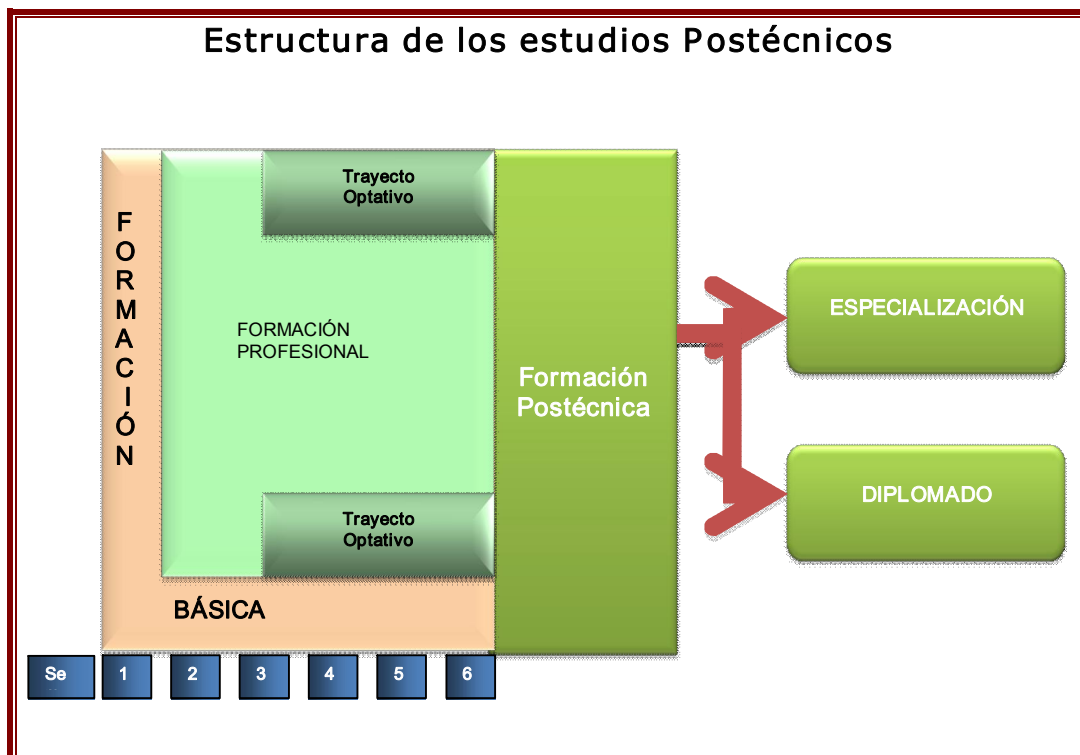 Estructura de los estudios Postécnicos
Trayecto
Optativo
FORMACIÓN
FORMACIÓN
PROFESIONAL
Formación
Postécnica
ESPECIALIZACIÓN
DIPLOMADO
Trayecto
Optativo
BÁSICA
Se
1
2
3
4
5
6